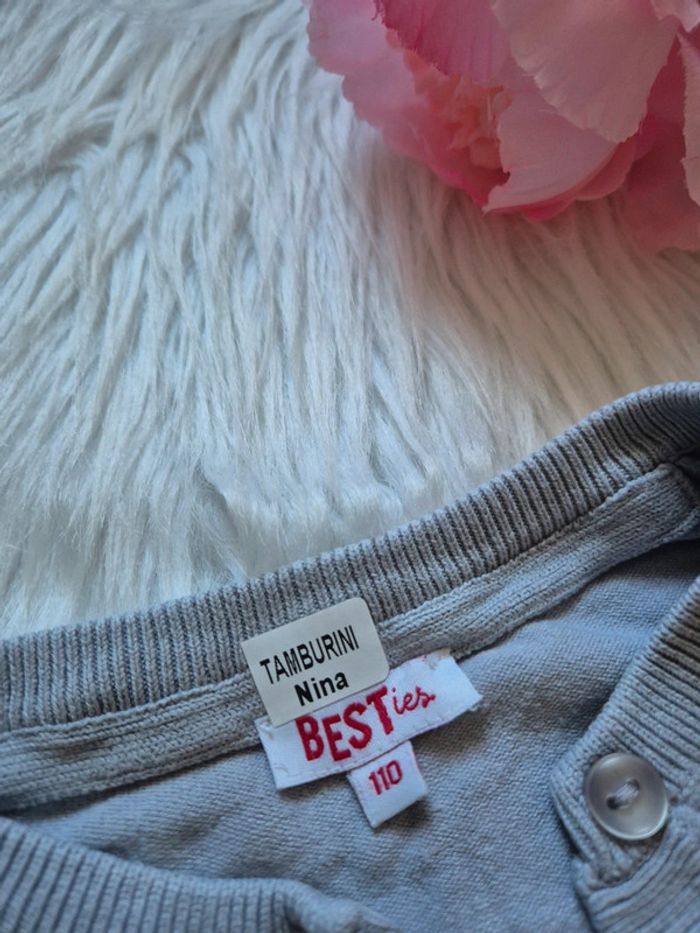 TAMBURINI
Nina
BESTies
110